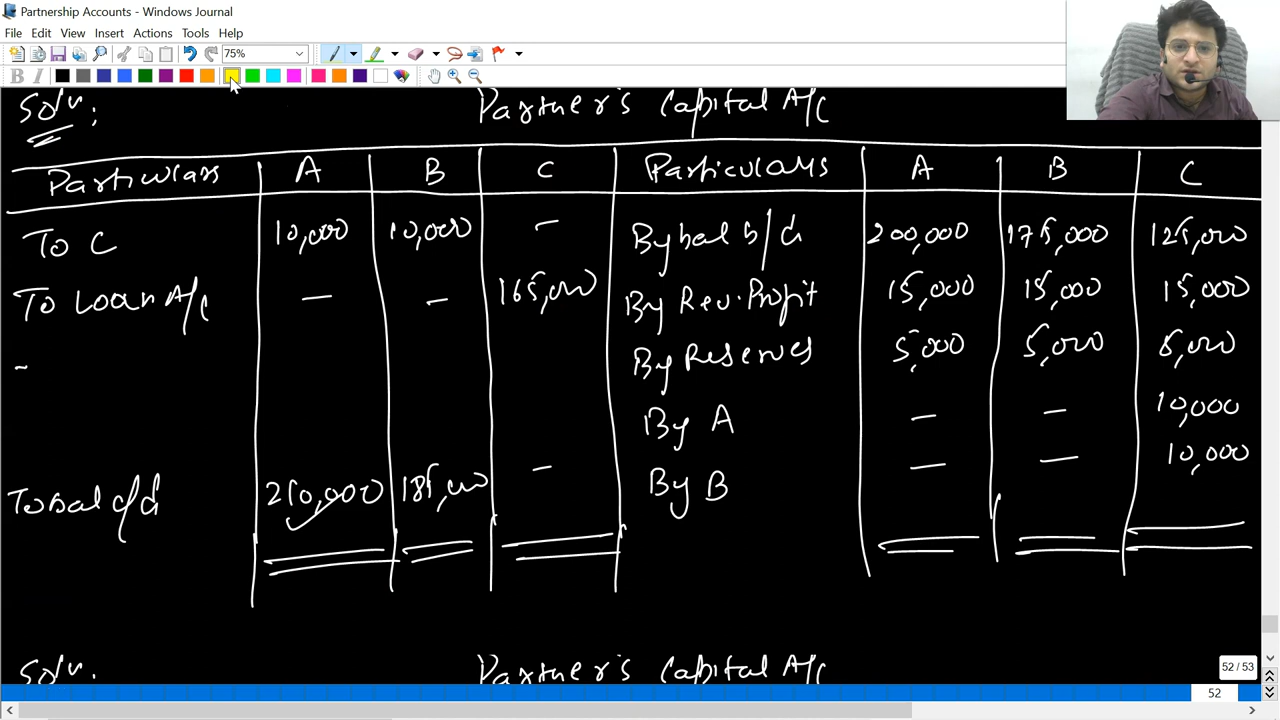 Partnership Accounts - Windows Journal
File Edit View Insert Actions Tools Help
75%
B I
Soln: Partner's Capital A/C
Particulars A B C Particulars A B C
To C 10,000 10,000 - By bal b/d 200,000 175,000 125,000
To Loan A/C - - 165,000 By Rev. Profit 15,000 15,000 15,000
- By Reserves 5,000 5,000 5,000
By A - - 10,000
To bal c/d 210,000 185,000 - By B - - 10,000
Soln. Partner's Capital A/C
52 / 53
52